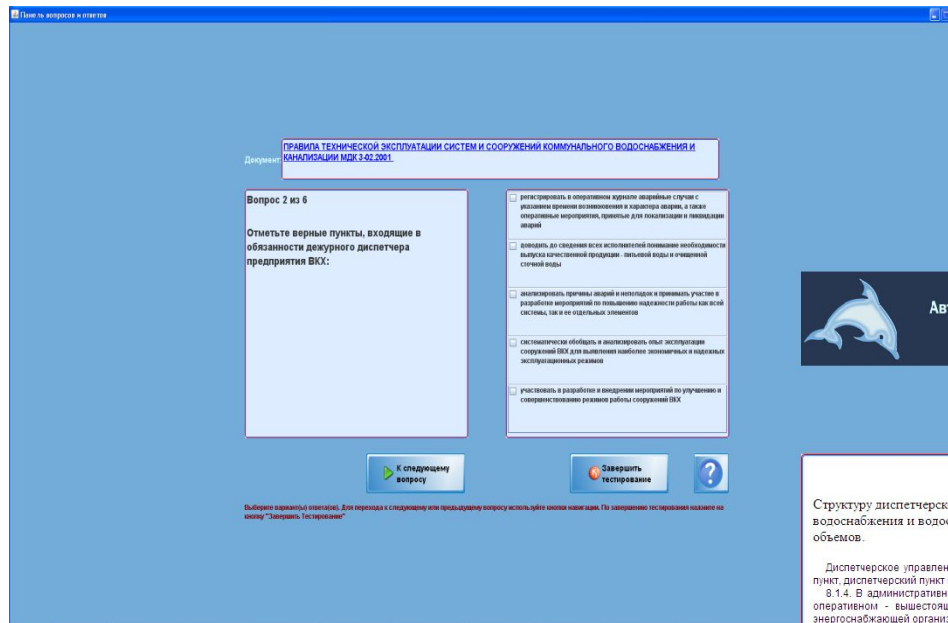 Панель вопросов и ответов
Документ:
ПРАВИЛА ТЕХНИЧЕСКОЙ ЭКСПЛУАТАЦИИ СИСТЕМ И СООРУЖЕНИЙ КОММУНАЛЬНОГО ВОДОСНАБЖЕНИЯ И
КАНАЛИЗАЦИИ МДК 3-02.2001
Вопрос 2 из 6
Отметьте верные пункты, входящие в
обязанности дежурного диспетчера
предприятия ВКХ:
регистрировать в оперативном журнале аварийные случаи с
указанием времени возникновения и характера аварии, а также
оперативные мероприятия, принятые для локализации и ликвидации
аварий
доводить до сведения всех исполнителей понимание необходимости
выпуска качественной продукции - питьевой воды и очищенной
сточной воды
анализировать причины аварий и неполадок и принимать участие в
разработке мероприятий по повышению надежности работы как всей
системы, так и ее отдельных элементов
систематически обобщать и анализировать опыт эксплуатации
сооружений ВКХ для выявления наиболее экономичных и надежных
эксплуатационных режимов
участвовать в разработке и внедрении мероприятий по улучшению и
совершенствованию режимов работы сооружений ВКХ
К следующему
вопросу
Завершить
тестирование
?
Выберите вариант(ы) ответа(ов). Для перехода к следующему или предыдущему вопросу используйте кнопки навигации. По завершению тестирования нажмите на
кнопку "Завершить Тестирование"
Авт
Структуру диспетчерск
водоснабжения и водос
объемов.
Диспетчерское управлен
пункт, диспетчерский пункт
8.1.4. В административн
оперативном - вышестоящ
энергоснабжающей органи